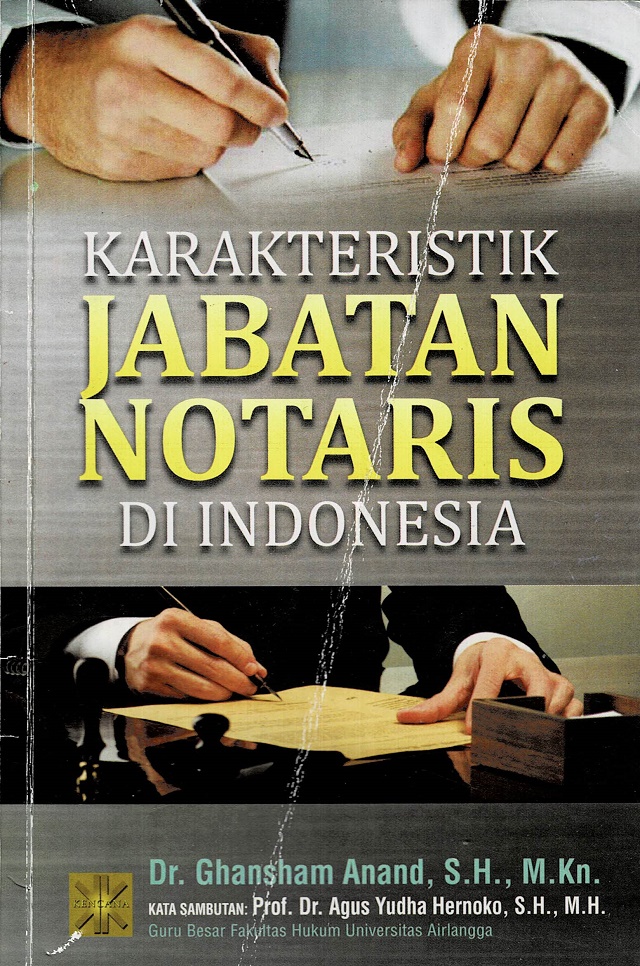 KARAKTERISTIK
JABATAN
NOTARIS
DI INDONESIA
Dr. Ghansham Anand, S.H., M.Kn.
KENCANA
KATA SAMBUTAN: Prof. Dr. Agus Yudha Hernoko, S.H., M.H.
Guru Besar Fakultas Hukum Universitas Airlangga